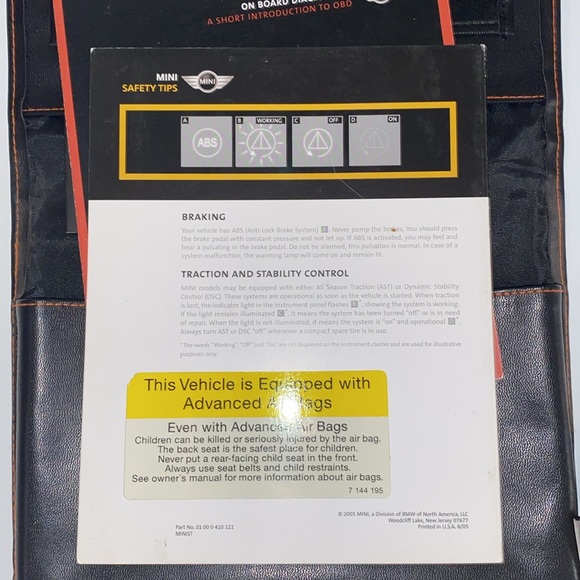 ON BOARD
A SHORT INTRODUCTION TO OBD
MINI
SAFETY TIPS
MINI
A
B WORKING
C OFF
D ON
ABS
BRAKING
Your vehicle has ABS (Anti-Lock Brake System) A. Never pump the brakes. You should press
the brake pedal with constant pressure and not let up. If ABS is activated, you may feel and
hear a pulsating in the brake pedal. Do not be alarmed, this pulsation is normal. In case of a
system malfunction, the warning lamp will come on and remain lit.
TRACTION AND STABILITY CONTROL
MINI models may be equipped with either All Season Traction (AST) or Dynamic Stability
Control (DSC). These systems are operational as soon as the vehicle is started. When traction
is lost, the indicator light in the instrument panel flashes B*, showing the system is working.
If the light remains illuminated C*, it means the system has been turned "off" or is in need
of repair. When the light is not illuminated, it means the system is "on" and operational D*.
Always turn AST or DSC "off" whenever a compact spare tire is its use.
* The words "Working", "Off" and "On" are not displayed on the instrument cluster and are used for illustrative
purposes only.
This Vehicle is Equipped with
Advanced Air Bags
Even with Advanced Air Bags
Children can be killed or seriously injured by the air bag.
The back seat is the safest place for children.
Never put a rear-facing child seat in the front.
Always use seat belts and child restraints.
See owner's manual for more information about air bags.
7 144 195
© 2005 MINI, a Division of BMW of North America, LLC
Woodcliff Lake, New Jersey 07677
Printed in U.S.A. 8/05
Part No. 01 00 0 410 121
MINIST